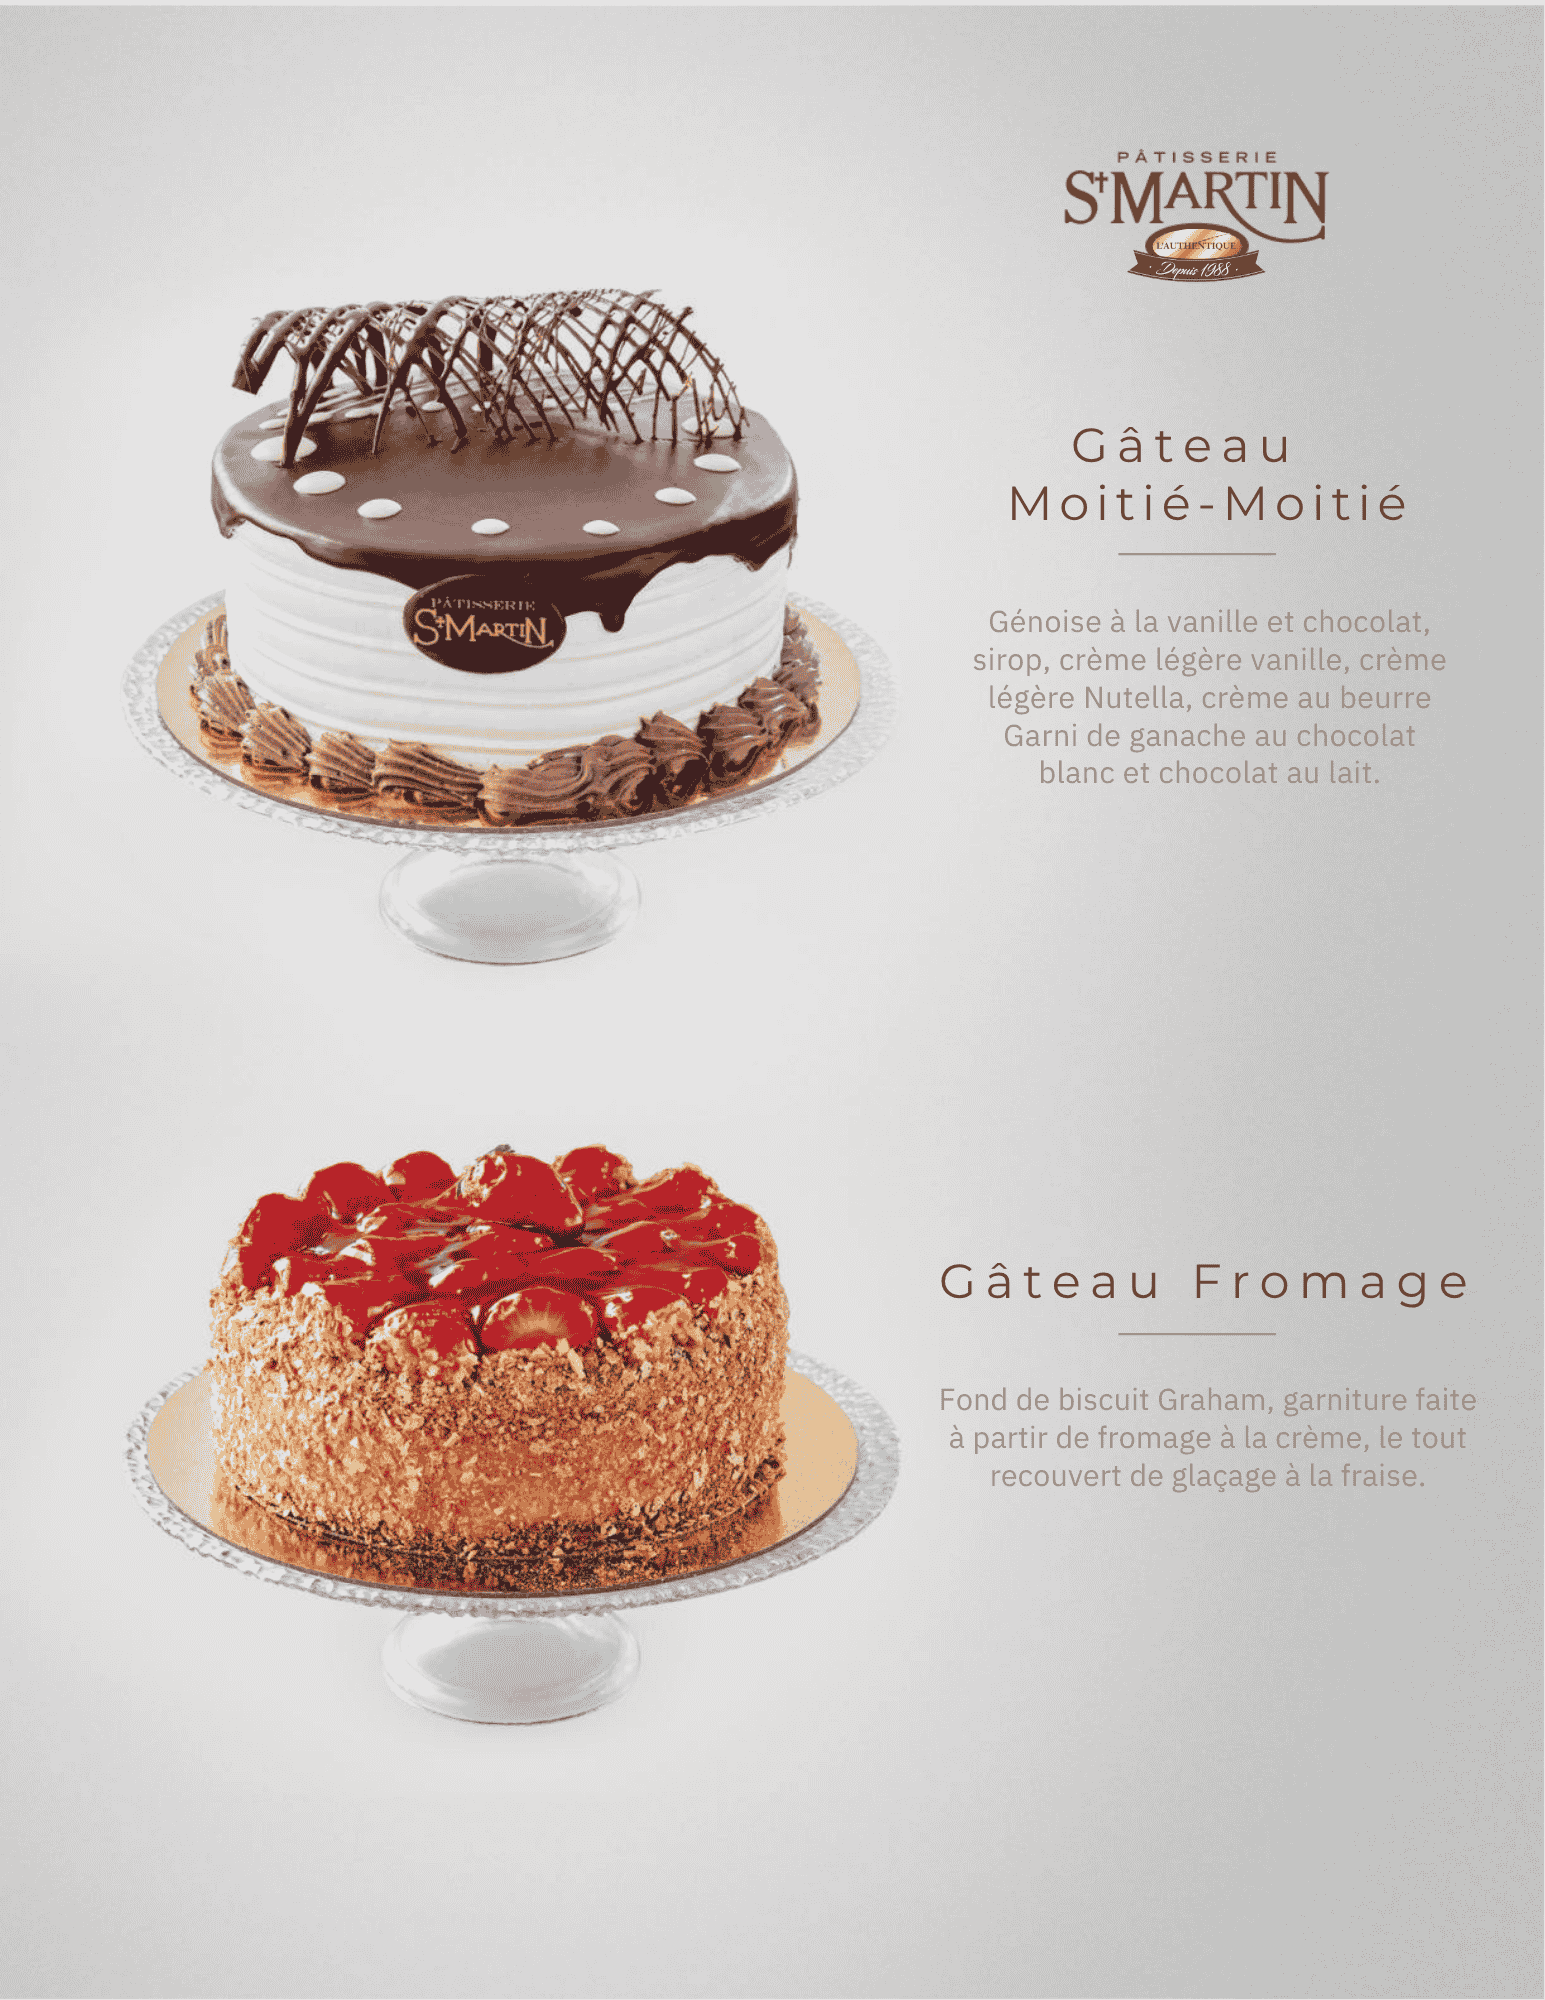 PÂTISSERIE
St MARTIN
L'AUTHENTIQUE
Depuis 1988
Gâteau
Moitié-Moitié
Génoise à la vanille et chocolat,
sirop, crème légère vanille, crème
légère Nutella, crème au beurre
Garni de ganache au chocolat
blanc et chocolat au lait.
PÂTISSERIE
St MARTIN
Gâteau Fromage
Fond de biscuit Graham, garniture faite
à partir de fromage à la crème, le tout
recouvert de glaçage à la fraise.